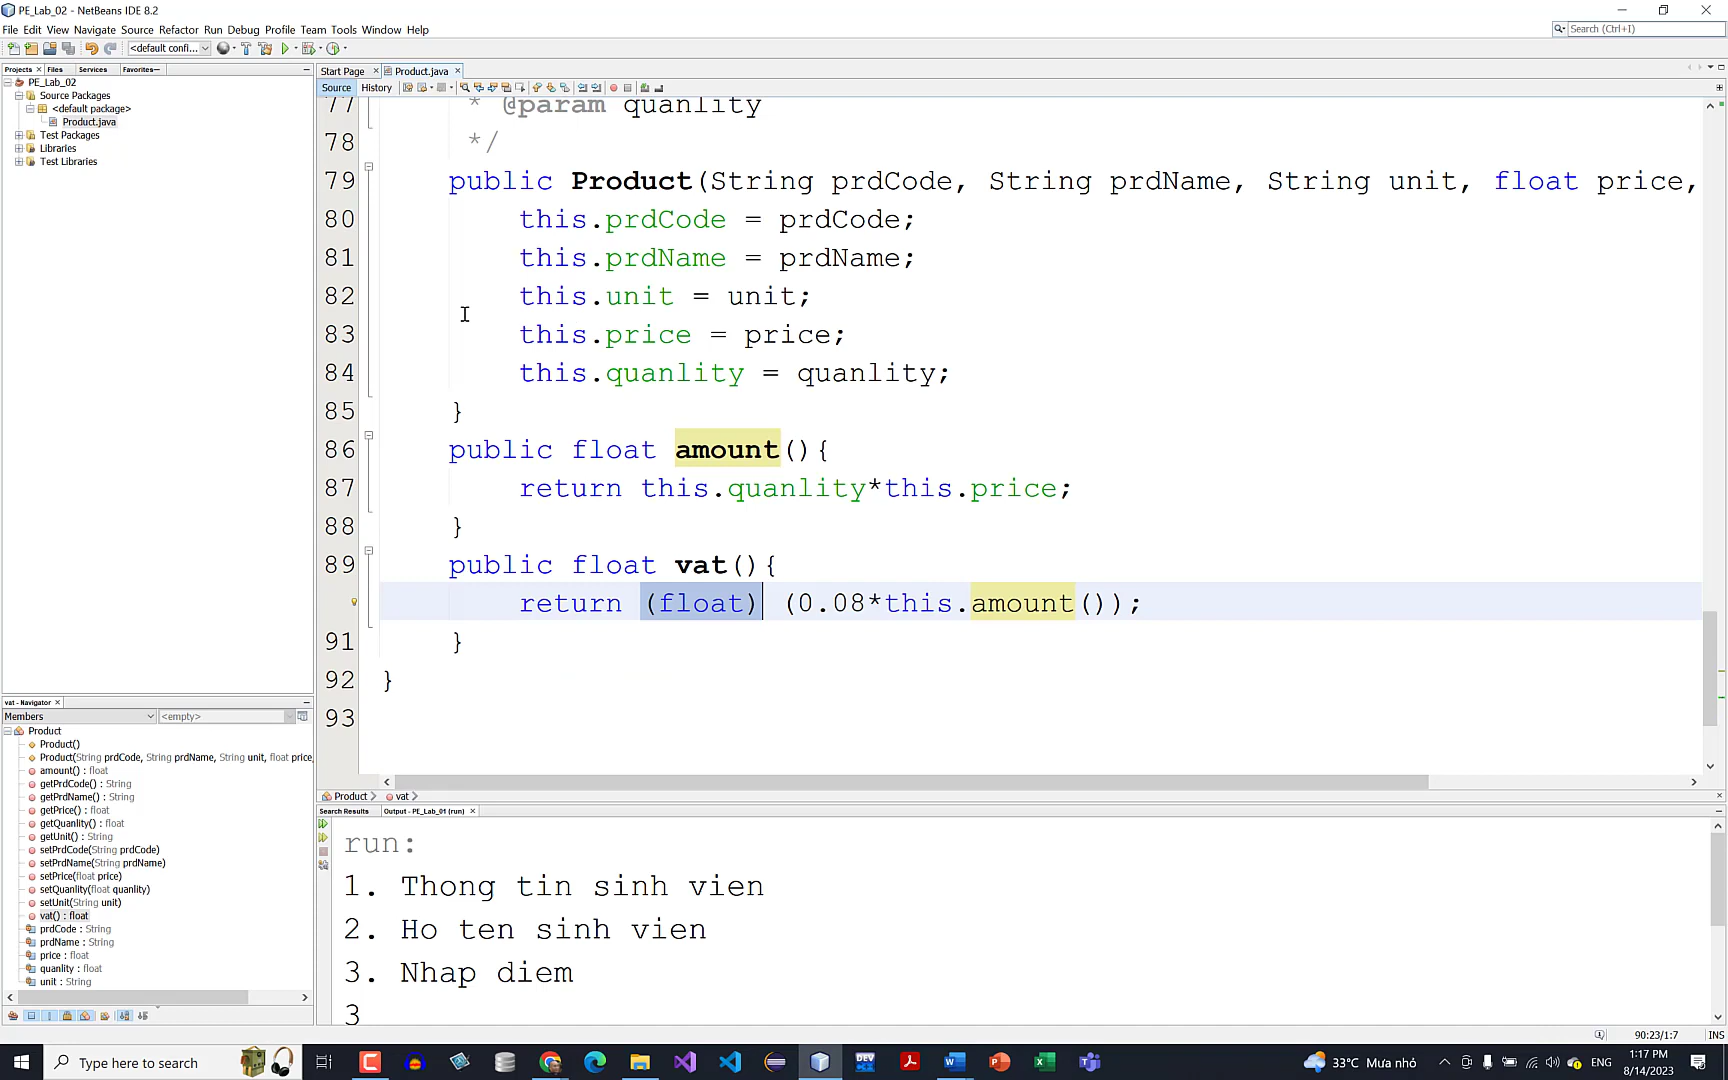 PE_Lab_02 - NetBeans IDE 8.2
File Edit View Navigate Source Refactor Run Debug Profile Team Tools Window Help
Search (Ctrl+I)
<default confi...
Projects Files Services Favorites
Start Page Product.java
PE_Lab_02
Source Packages
<default package>
Product.java
Test Packages
Libraries
Test Libraries
Source History
77 * @param quanlity
78 */
79 public Product(String prdCode, String prdName, String unit, float price,
80 this.prdCode = prdCode;
81 this.prdName = prdName;
82 this.unit = unit;
83 this.price = price;
84 this.quanlity = quanlity;
85 }
86 public float amount(){
87 return this.quanlity*this.price;
88 }
89 public float vat(){
return (float) (0.08*this.amount());
91 }
92 }
93
Product vat
vat - Navigator
Members <empty>
Product
Product()
Product(String prdCode, String prdName, String unit, float price,
amount() : float
getPrdCode() : String
getPrdName() : String
getPrice() : float
getQuanlity() : float
getUnit() : String
setPrdCode(String prdCode)
setPrdName(String prdName)
setPrice(float price)
setQuanlity(float quanlity)
setUnit(String unit)
vat() : float
prdCode : String
prdName : String
price : float
quanlity : float
unit : String
Search Results Output - PE_Lab_01 (run)
run:
1. Thong tin sinh vien
2. Ho ten sinh vien
3. Nhap diem
3
90:23/1:7 INS
Type here to search
DEV
33°C Mưa nhỏ
ENG
1:17 PM
8/14/2023